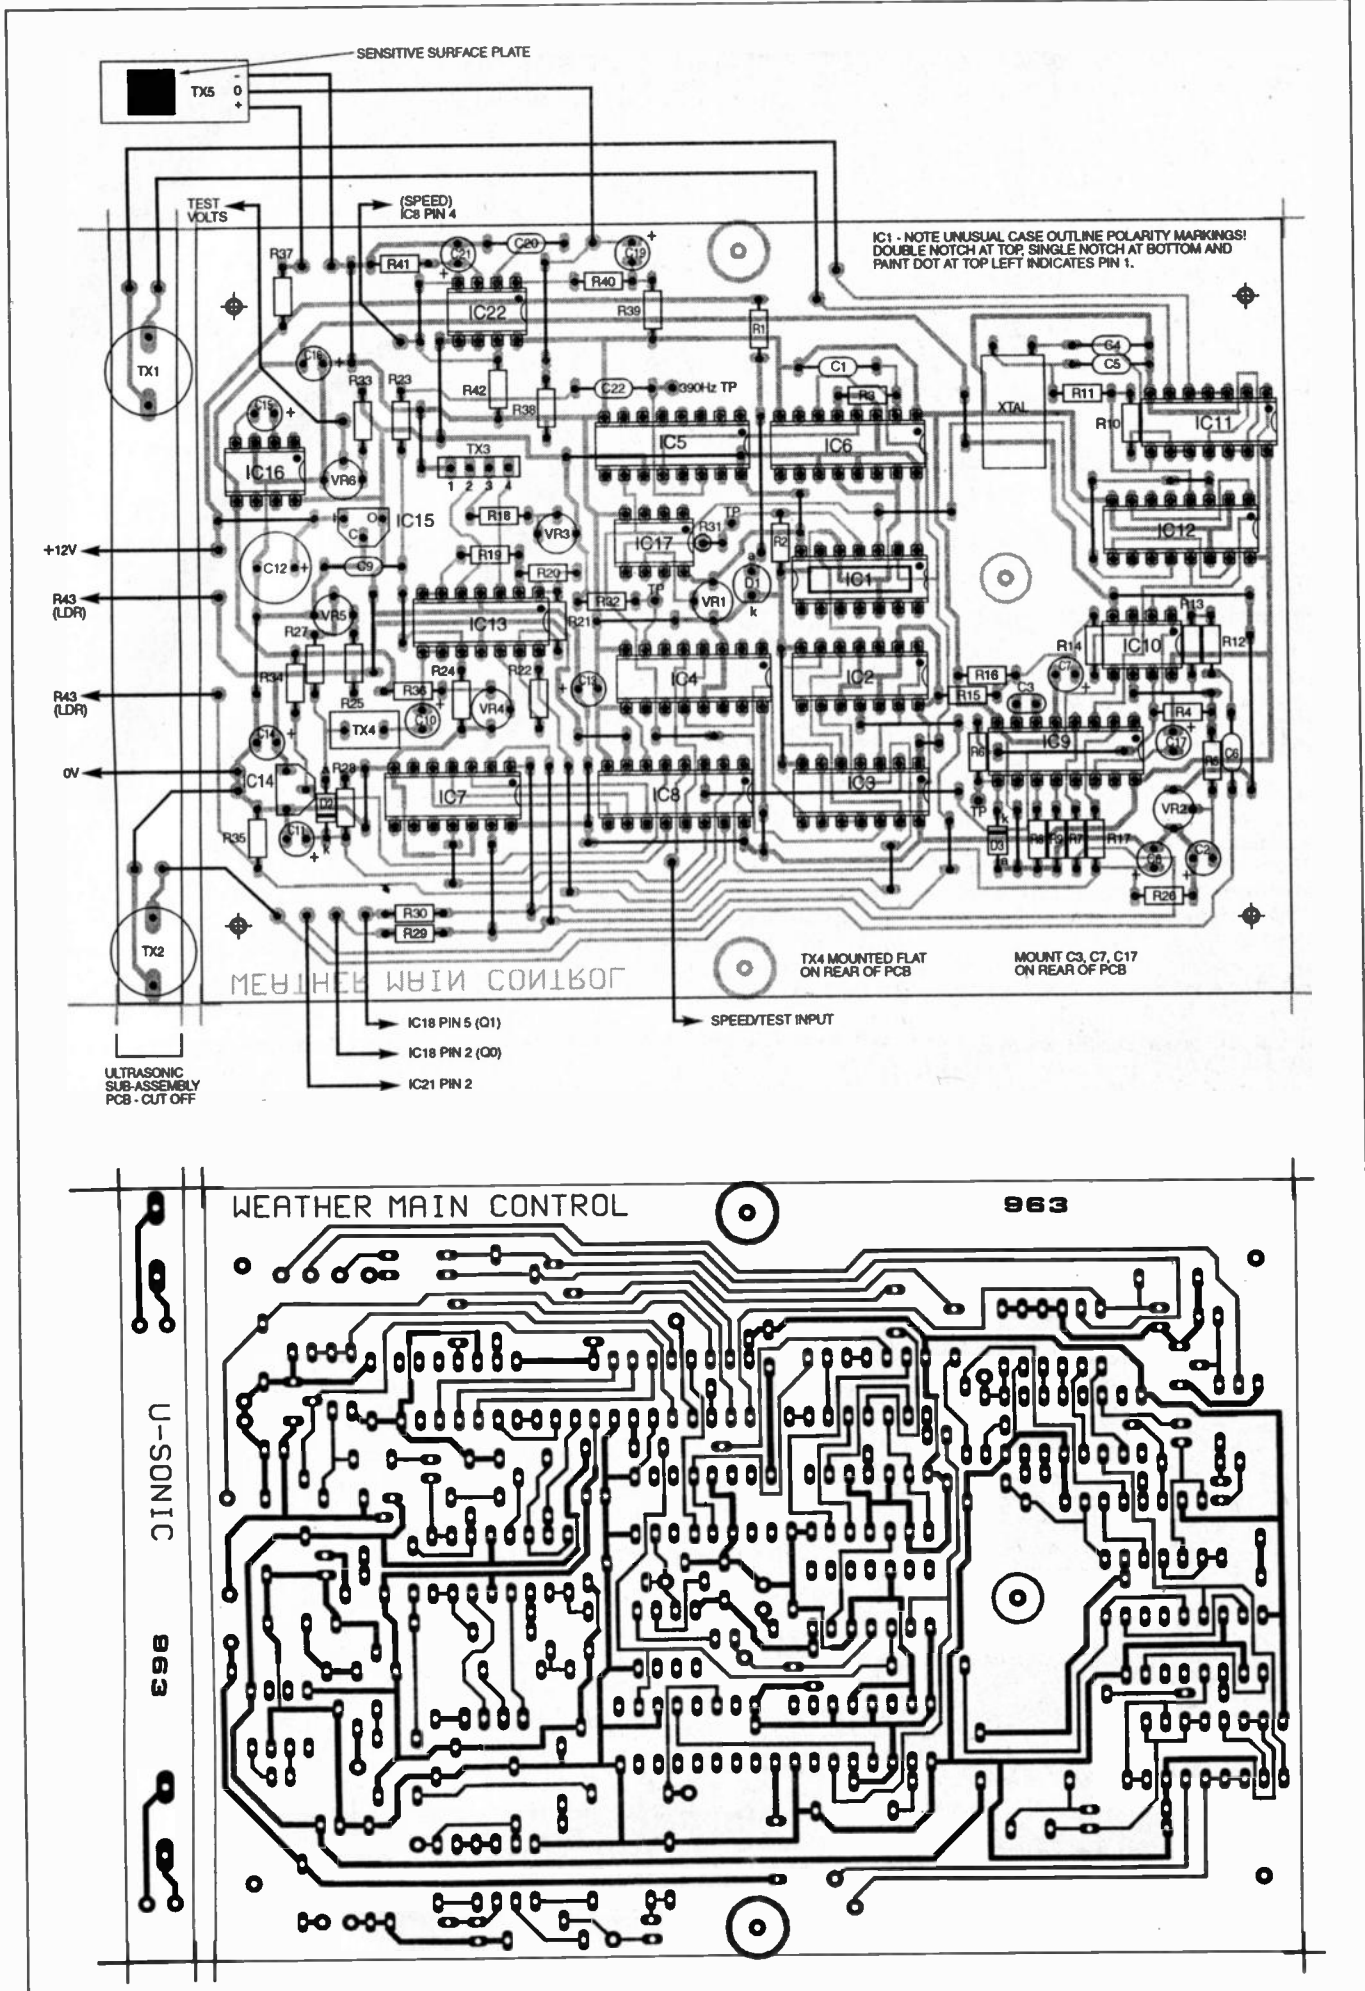 SENSITIVE SURFACE PLATE
TX5
-
0
+
TEST
VOLTS
(SPEED)
IC8 PIN 4
IC1 - NOTE UNUSUAL CASE OUTLINE POLARITY MARKINGS!
DOUBLE NOTCH AT TOP, SINGLE NOTCH AT BOTTOM AND
PAINT DOT AT TOP LEFT INDICATES PIN 1.
R37
R41
C21
C20
C19
+
R40
R39
IC22
R1
TX1
C16
+
R33
R23
R42
R38
C22
390Hz TP
C1
R3
C4
C5
R11
XTAL
R10
IC11
C15
+
IC16
VR6
TX3
1 2 3 4
IC5
IC6
I
O
C
IC15
R18
VR3
IC17
R31
TP
R2
IC12
+12V
C12
+
C9
R19
R20
TP
VR1
a
D1
k
IC1
R43
(LDR)
VR5
R27
IC13
R21
R32
R13
R14
IC10
R12
R34
R25
R36
R24
R22
C13
+
IC4
IC2
R16
R15
C3
C7
+
R43
(LDR)
TX4
C10
+
VR4
R4
C14
+
R6
IC9
C17
+
R5
C6
0V
IC14
R28
D2
k
IC7
IC8
IC3
TP
VR2
R35
C11
+
k
D3
a
R8
R9
R7
R17
C8
+
C2
+
R26
R30
R29
TX2
WEATHER MAIN CONTROL
TX4 MOUNTED FLAT
ON REAR OF PCB
MOUNT C3, C7, C17
ON REAR OF PCB
IC18 PIN 5 (Q1)
SPEED/TEST INPUT
IC18 PIN 2 (Q0)
IC21 PIN 2
ULTRASONIC
SUB-ASSEMBLY
PCB - CUT OFF
WEATHER MAIN CONTROL
963
U-SONIC
963